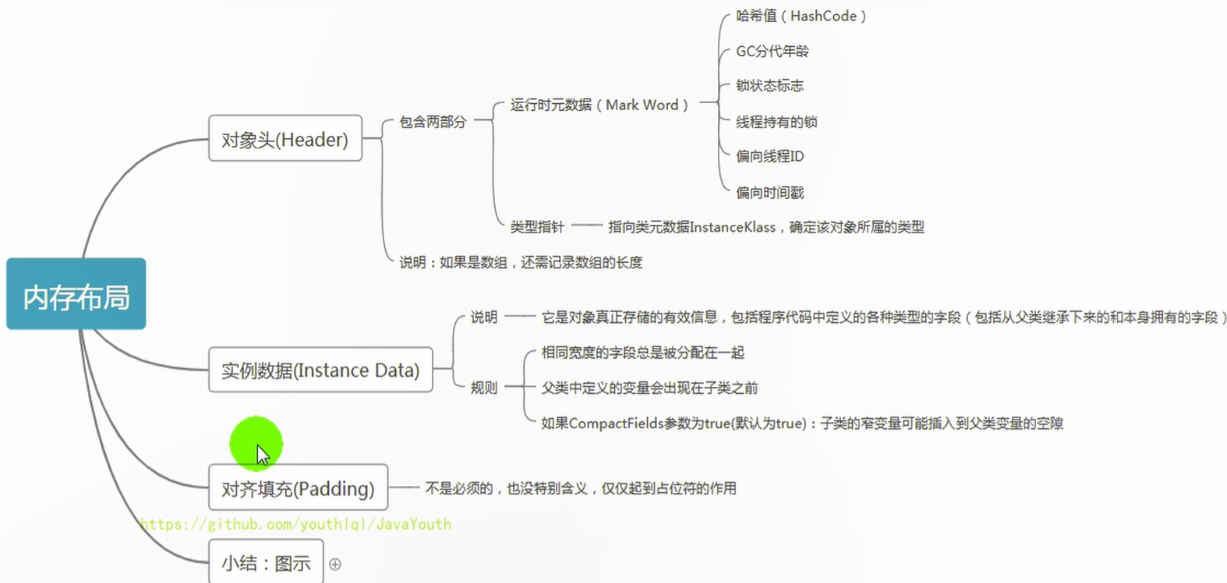 内存布局
对象头(Header)
包含两部分
运行时元数据（Mark Word）
哈希值（HashCode）
GC分代年龄
锁状态标志
线程持有的锁
偏向线程ID
偏向时间戳
类型指针
指向类元数据InstanceKlass，确定该对象所属的类型
说明：如果是数组，还需记录数组的长度
实例数据(Instance Data)
说明
它是对象真正存储的有效信息，包括程序代码中定义的各种类型的字段（包括从父类继承下来的和本身拥有的字段）
规则
相同宽度的字段总是被分配在一起
父类中定义的变量会出现在子类之前
如果CompactFields参数为true(默认为true)：子类的窄变量可能插入到父类变量的空隙
对齐填充(Padding)
不是必须的，也没特别含义，仅仅起到占位符的作用
https://github.com/youthlql/JavaYouth
小结：图示